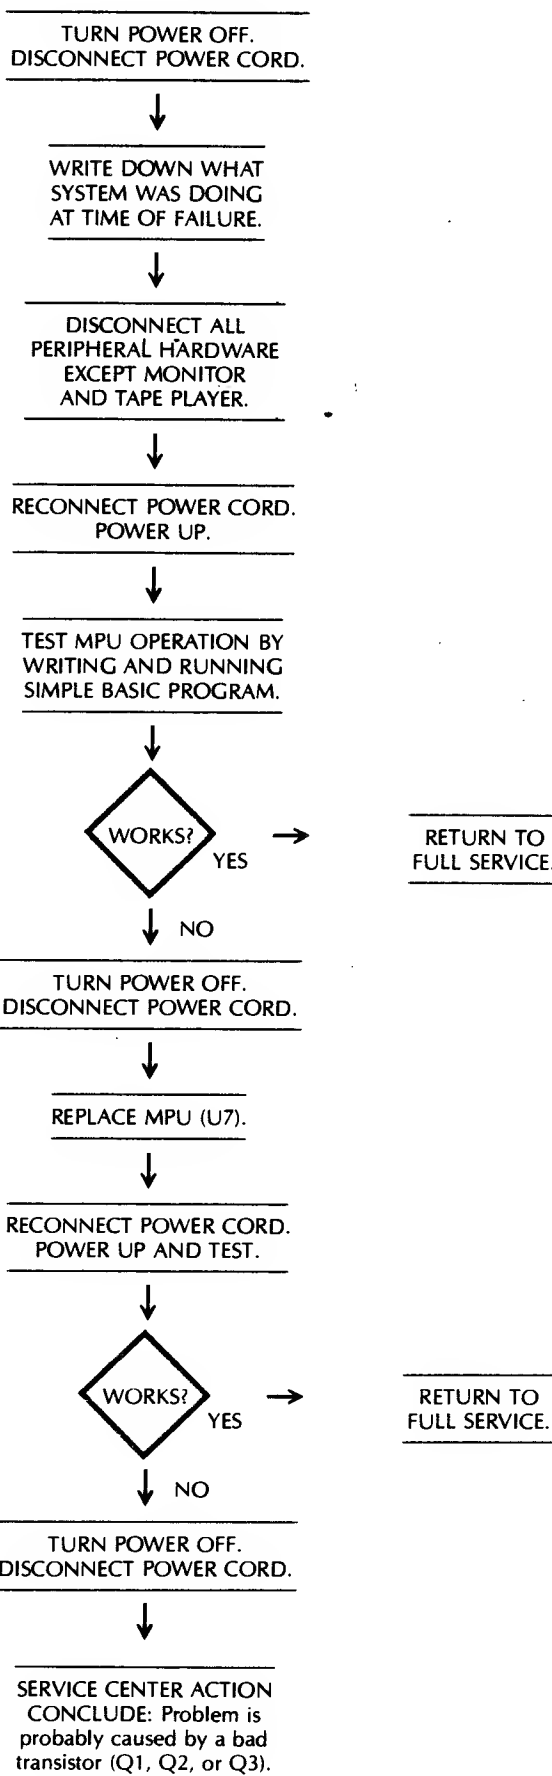 TURN POWER OFF.
DISCONNECT POWER CORD.
WRITE DOWN WHAT
SYSTEM WAS DOING
AT TIME OF FAILURE.
DISCONNECT ALL
PERIPHERAL HARDWARE
EXCEPT MONITOR
AND TAPE PLAYER.
RECONNECT POWER CORD.
POWER UP.
TEST MPU OPERATION BY
WRITING AND RUNNING
SIMPLE BASIC PROGRAM.
WORKS?
YES
RETURN TO
FULL SERVICE.
NO
TURN POWER OFF.
DISCONNECT POWER CORD.
REPLACE MPU (U7).
RECONNECT POWER CORD.
POWER UP AND TEST.
WORKS?
YES
RETURN TO
FULL SERVICE.
NO
TURN POWER OFF.
DISCONNECT POWER CORD.
SERVICE CENTER ACTION
CONCLUDE: Problem is
probably caused by a bad
transistor (Q1, Q2, or Q3).